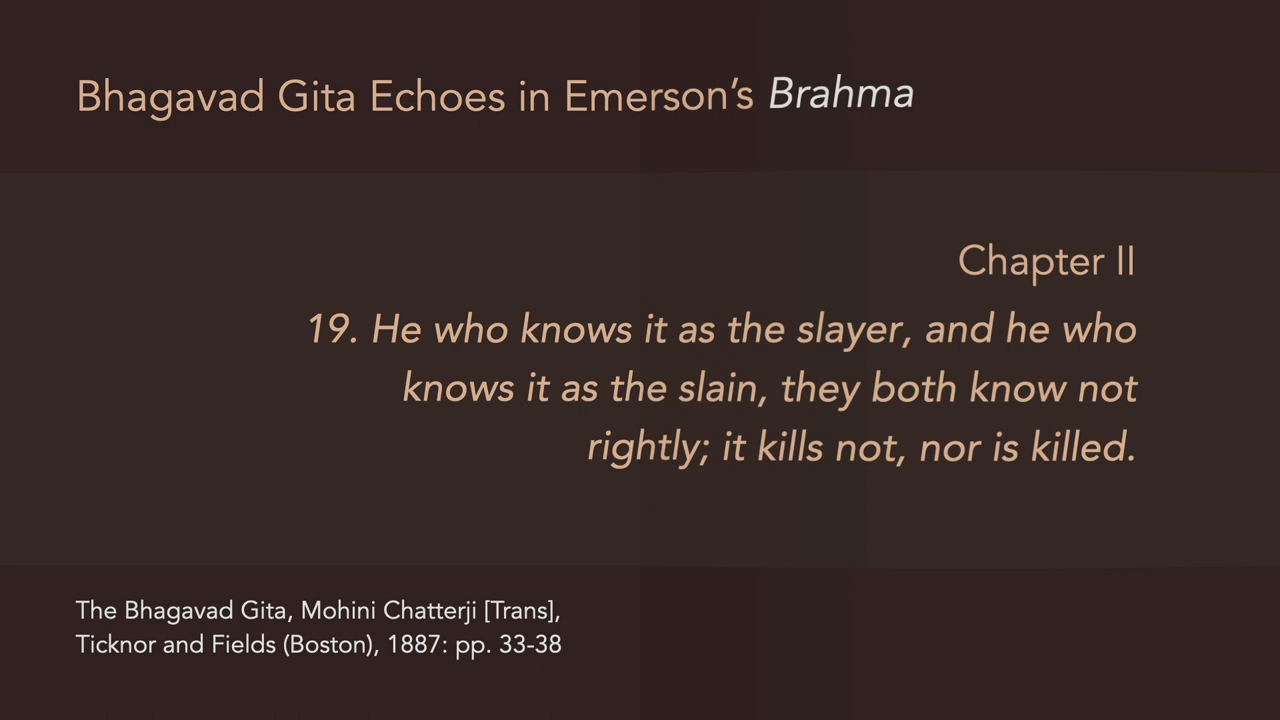 Bhagavad Gita Echoes in Emerson’s Brahma
Chapter II
19. He who knows it as the slayer, and he who
knows it as the slain, they both know not
rightly; it kills not, nor is killed.
The Bhagavad Gita, Mohini Chatterji [Trans],
Ticknor and Fields (Boston), 1887: pp. 33-38